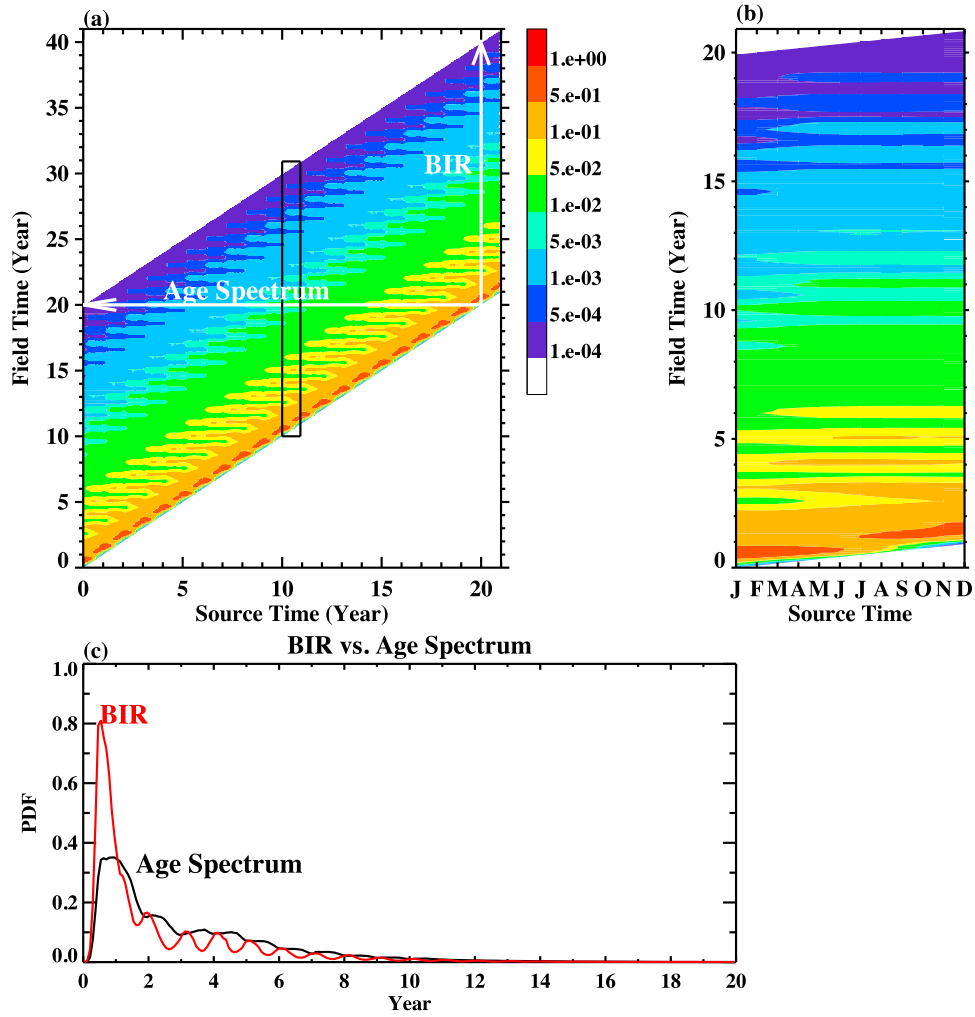 (a)
(b)
40
35
30
25
20
15
10
5
0
Field Time (Year)
BIR
Age Spectrum
0 5 10 15 20
Source Time (Year)
1.e+00
5.e-01
1.e-01
5.e-02
1.e-02
5.e-03
1.e-03
5.e-04
1.e-04
20
15
10
5
0
Field Time (Year)
J F M A M J J A S O N D
Source Time
(c)
BIR vs. Age Spectrum
1.0
0.8
0.6
0.4
0.2
0.0
PDF
BIR
Age Spectrum
0 2 4 6 8 10 12 14 16 18 20
Year